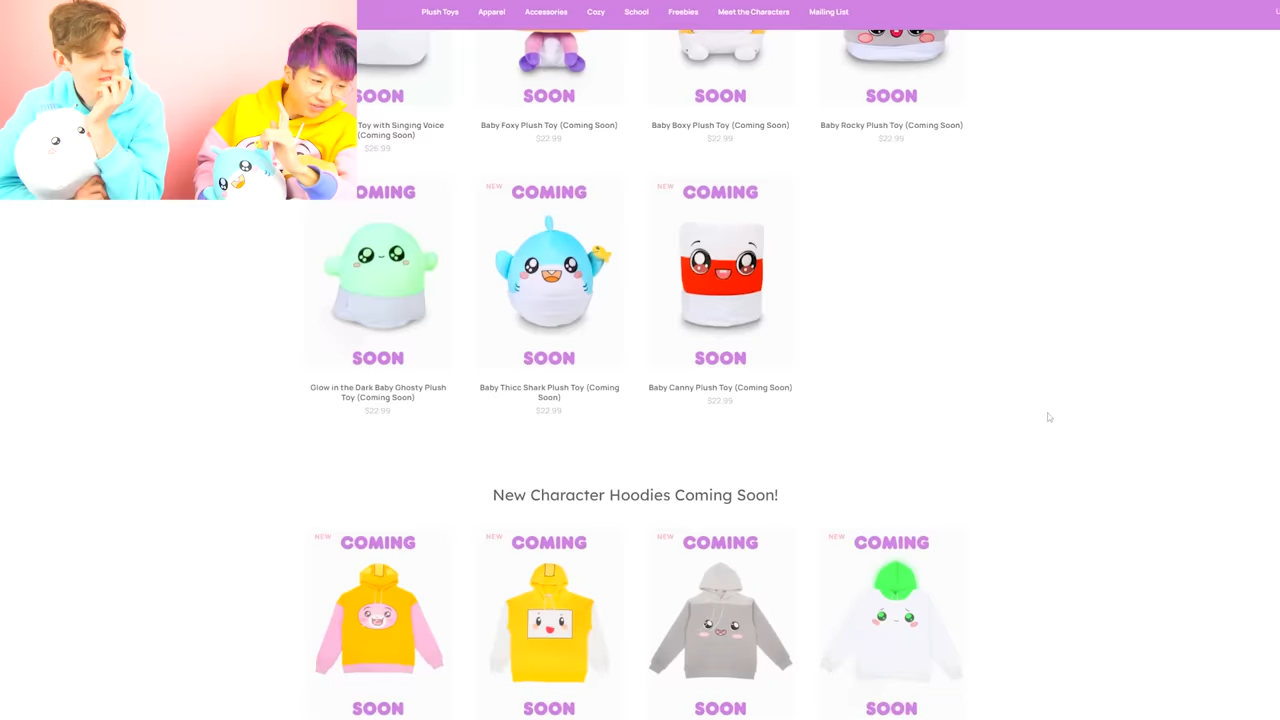 Plush Toys Apparel Accessories Cozy School Freebies Meet the Characters Mailing List
SOON SOON SOON SOON
Toy with Singing Voice
(Coming Soon)
$26.99
Baby Foxy Plush Toy (Coming Soon)
$22.99
Baby Boxy Plush Toy (Coming Soon)
$22.99
Baby Rocky Plush Toy (Coming Soon)
$22.99
COMING
SOON
Glow in the Dark Baby Ghosty Plush
Toy (Coming Soon)
$22.99
NEW COMING
SOON
Baby Thicc Shark Plush Toy (Coming
Soon)
$22.99
NEW COMING
SOON
Baby Canny Plush Toy (Coming Soon)
$22.99
New Character Hoodies Coming Soon!
NEW COMING
SOON
NEW COMING
SOON
NEW COMING
SOON
NEW COMING
SOON